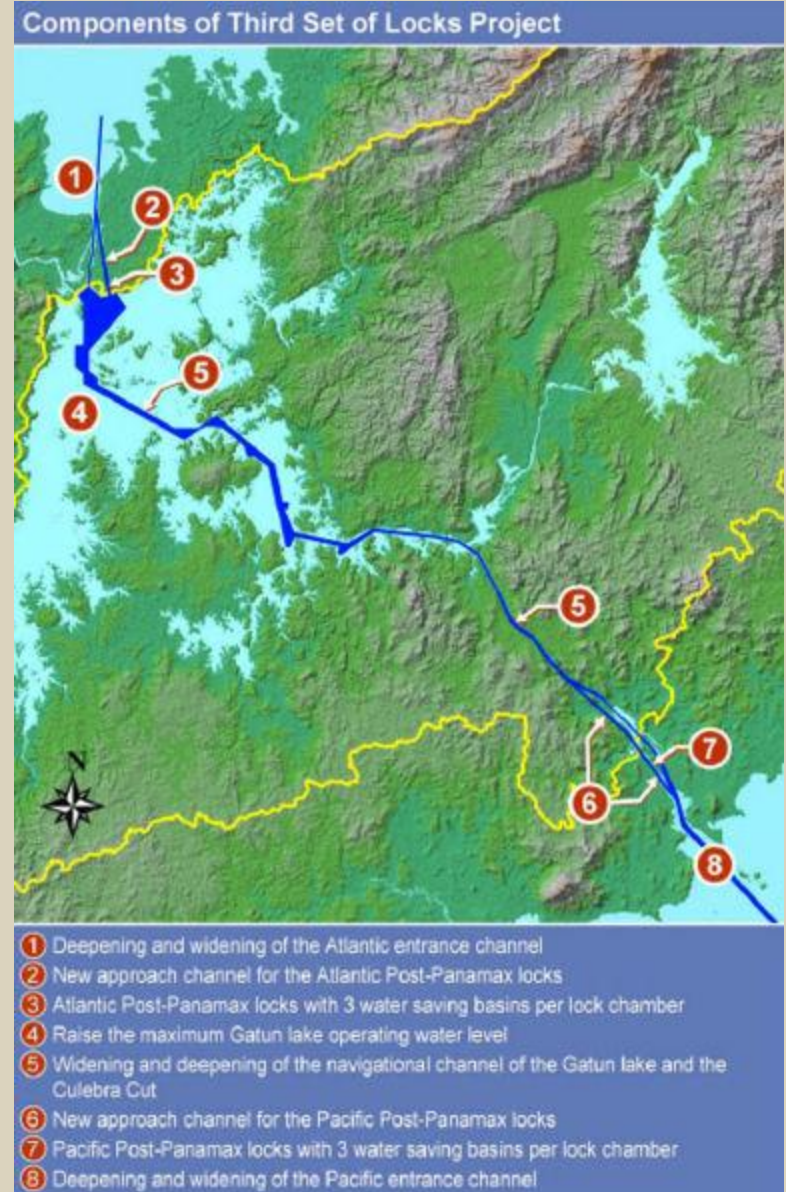 Components of Third Set of Locks Project
1
2
3
5
4
5
N
7
6
8
1 Deepening and widening of the Atlantic entrance channel
2 New approach channel for the Atlantic Post-Panamax locks
3 Atlantic Post-Panamax locks with 3 water saving basins per lock chamber
4 Raise the maximum Gatun lake operating water level
5 Widening and deepening of the navigational channel of the Gatun lake and the
Culebra Cut
6 New approach channel for the Pacific Post-Panamax locks
7 Pacific Post-Panamax locks with 3 water saving basins per lock chamber
8 Deepening and widening of the Pacific entrance channel